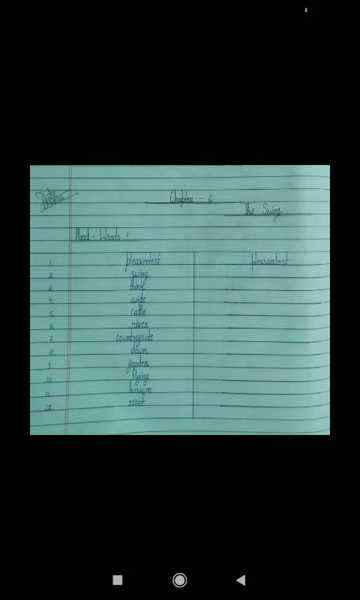 Chapter - 6
The Swing
Hard - Words :
1. pleasantest pleasantest
2. swing
3. 
4. wide
5. cattle
6. river
7. countryside
8. down
9. garden
10. flying
11. brown
12. roof